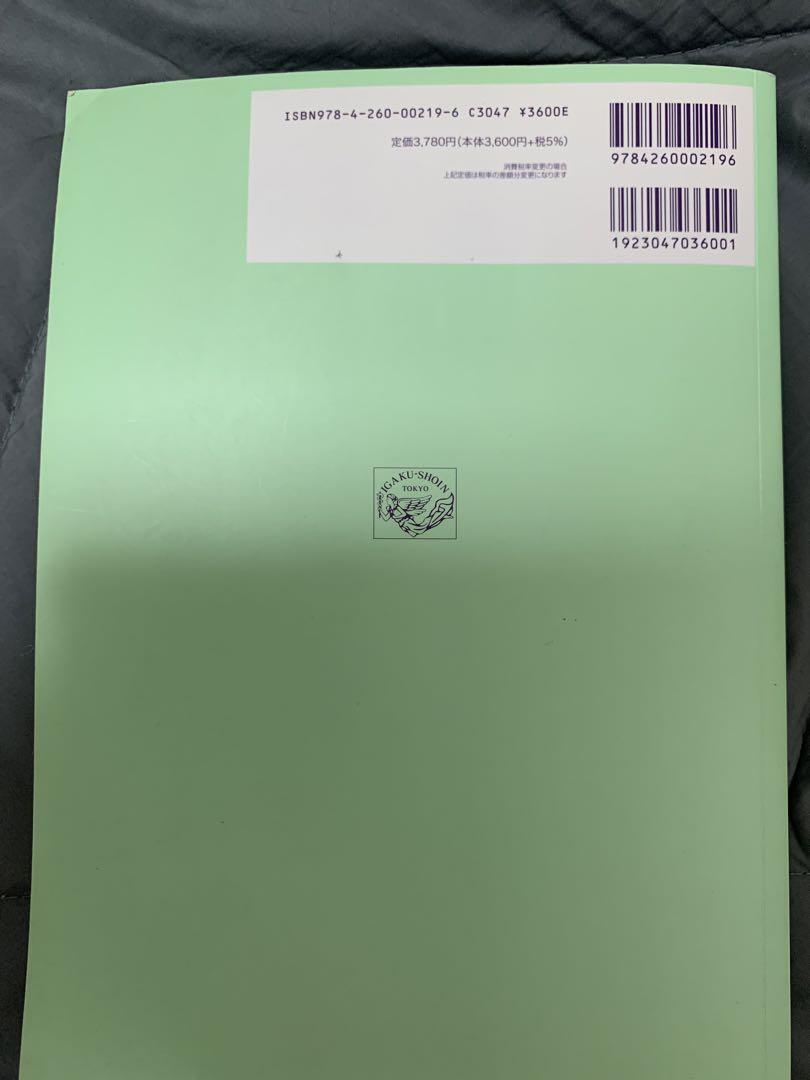 ISBN978-4-260-00219-6 C3047 ¥3600E
定価3,780円(本体3,600円+税5%)
消費税率変更の場合
上記定価は税率の差額分変更になります
9784260002196
1923047036001
IGAKU-SHOIN
TOKYO